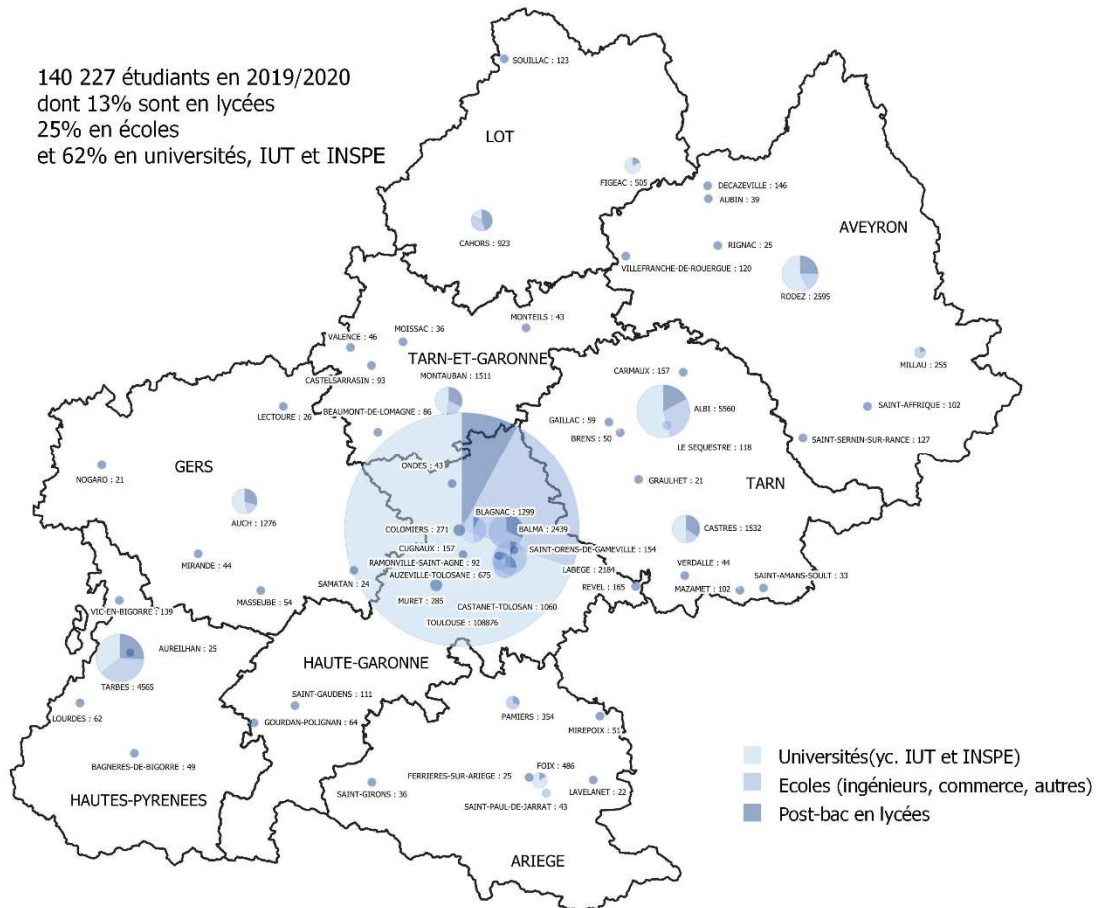 140 227 étudiants en 2019/2020
dont 13% sont en lycées
25% en écoles
et 62% en universités, IUT et INSPE
SOUILLAC : 123
LOT
FIGEAC : 505
CAHORS : 923
DECAZEVILLE : 146
AUBIN : 39
AVEYRON
RIGNAC : 25
VILLEFRANCHE-DE-ROUERGUE : 120
RODEZ : 2595
MILLAU : 255
SAINT-AFFRIQUE : 102
SAINT-SERNIN-SUR-RANCE : 127
MONTEILS : 43
MOISSAC : 36
VALENCE : 46
TARN-ET-GARONNE
CASTELSARRASIN : 93
MONTAUBAN : 1511
BEAUMONT-DE-LOMAGNE : 86
CARMAUX : 157
GAILLAC : 59
ALBI : 5560
BRENS : 50
LE SEQUESTRE : 118
GRAULHET : 21
TARN
CASTRES : 1532
VERDALLE : 44
SAINT-AMANS-SOULT : 33
MAZAMET : 102
LECTOURE : 26
GERS
NOGARO : 21
AUCH : 1276
MIRANDE : 44
MASSEUBE : 54
SAMATAN : 24
ONDES : 43
BLAGNAC : 1299
COLOMIERS : 271
BALMA : 2439
CUGNAUX : 157
SAINT-ORENS-DE-GAMEVILLE : 154
RAMONVILLE-SAINT-AGNE : 92
LABEGE : 2184
AUZEVILLE-TOLOSANE : 675
REVEL : 165
MURET : 285
CASTANET-TOLOSAN : 1060
TOULOUSE : 108876
VIC-EN-BIGORRE : 139
AUREILHAN : 25
TARBES : 4565
LOURDES : 62
BAGNERES-DE-BIGORRE : 49
HAUTES-PYRENEES
HAUTE-GARONNE
SAINT-GAUDENS : 111
GOURDAN-POLIGNAN : 64
PAMIERS : 354
MIREPOIX : 51
FOIX : 486
FERRIERES-SUR-ARIEGE : 25
LAVELANET : 22
SAINT-GIRONS : 36
SAINT-PAUL-DE-JARRAT : 43
ARIEGE
Universités(yc. IUT et INSPE)
Ecoles (ingénieurs, commerce, autres)
Post-bac en lycées